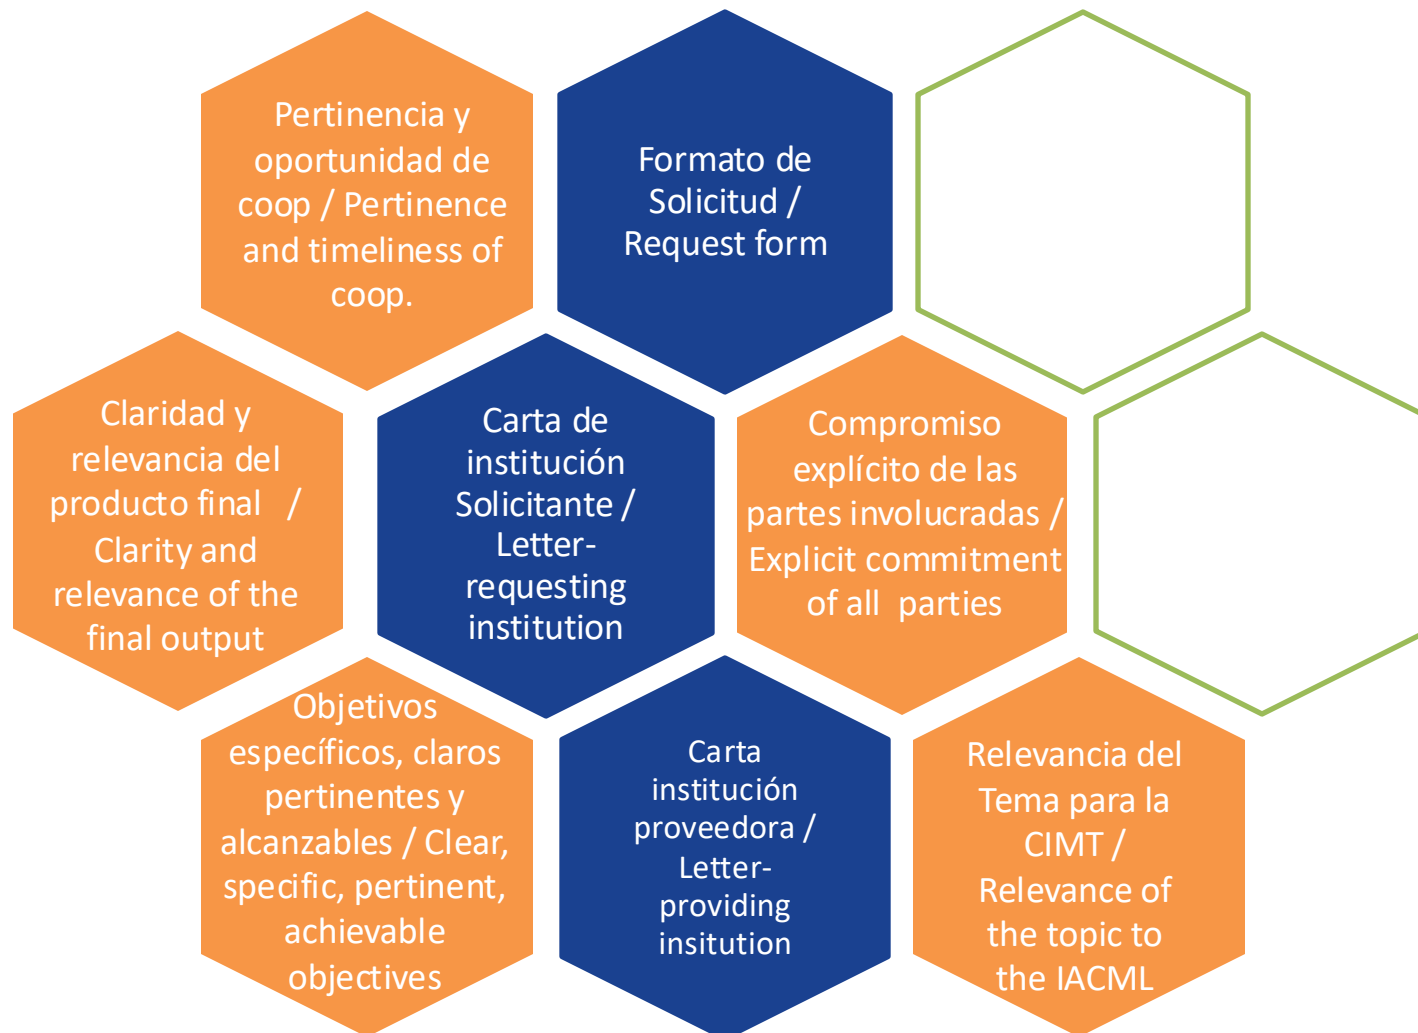 Pertinencia y
oportunidad de
coop / Pertinence
and timeliness of
coop.
Formato de
Solicitud /
Request form
Claridad y
relevancia del
producto final /
Clarity and
relevance of the
final output
Carta de
institución
Solicitante /
Letter-
requesting
institution
Compromiso
explícito de las
partes involucradas /
Explicit commitment
of all parties
Objetivos
específicos, claros
pertinentes y
alcanzables / Clear,
specific, pertinent,
achievable
objectives
Carta
institución
proveedora /
Letter-
providing
insitution
Relevancia del
Tema para la
CIMT /
Relevance of
the topic to
the IACML